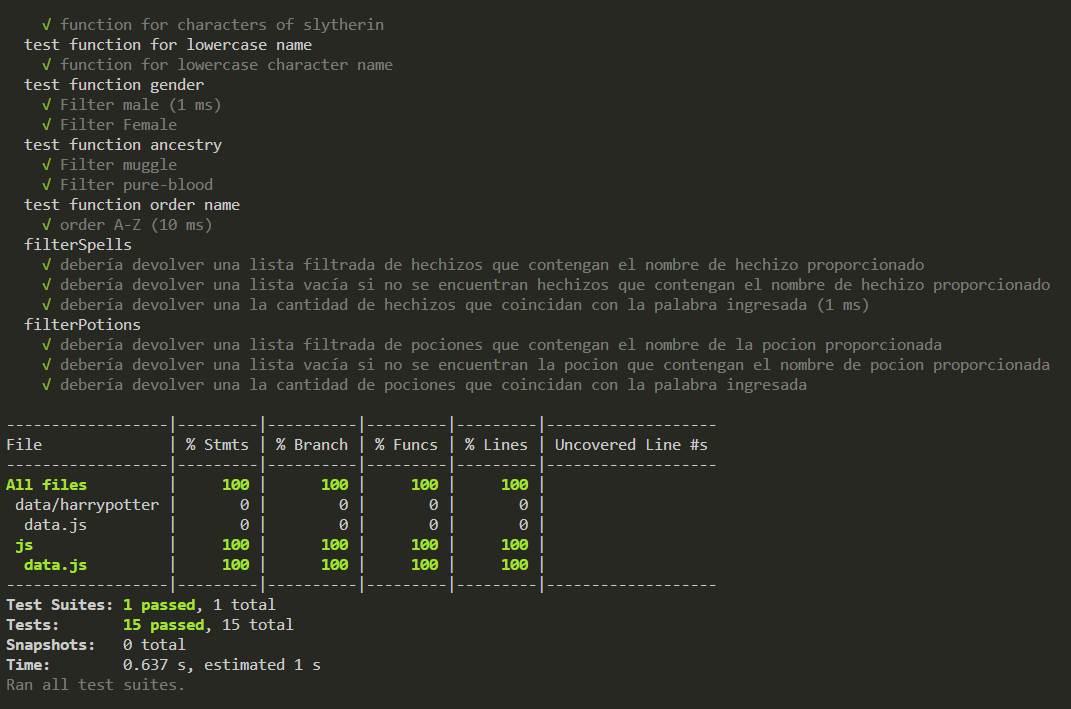 √ function for characters of slytherin
test function for lowercase name
√ function for lowercase character name
test function gender
√ Filter male (1 ms)
√ Filter Female
test function ancestry
√ Filter muggle
√ Filter pure-blood
test function order name
√ order A-Z (10 ms)
filterSpells
√ debería devolver una lista filtrada de hechizos que contengan el nombre de hechizo proporcionado
√ debería devolver una lista vacía si no se encuentran hechizos que contengan el nombre de hechizo proporcionado
√ debería devolver una la cantidad de hechizos que coincidan con la palabra ingresada (1 ms)
filterPotions
√ debería devolver una lista filtrada de pociones que contengan el nombre de la pocion proporcionada
√ debería devolver una lista vacía si no se encuentran la pocion que contengan el nombre de pocion proporcionada
√ debería devolver una la cantidad de pociones que coincidan con la palabra ingresada
------------------|---------|----------|---------|---------|-------------------
File              | % Stmts | % Branch | % Funcs | % Lines | Uncovered Line #s
------------------|---------|----------|---------|---------|-------------------
All files         |     100 |      100 |     100 |     100 |
 data/harrypotter |       0 |        0 |       0 |       0 |
  data.js         |       0 |        0 |       0 |       0 |
 js               |     100 |      100 |     100 |     100 |
  data.js         |     100 |      100 |     100 |     100 |
------------------|---------|----------|---------|---------|-------------------
Test Suites: 1 passed, 1 total
Tests:       15 passed, 15 total
Snapshots:   0 total
Time:        0.637 s, estimated 1 s
Ran all test suites.